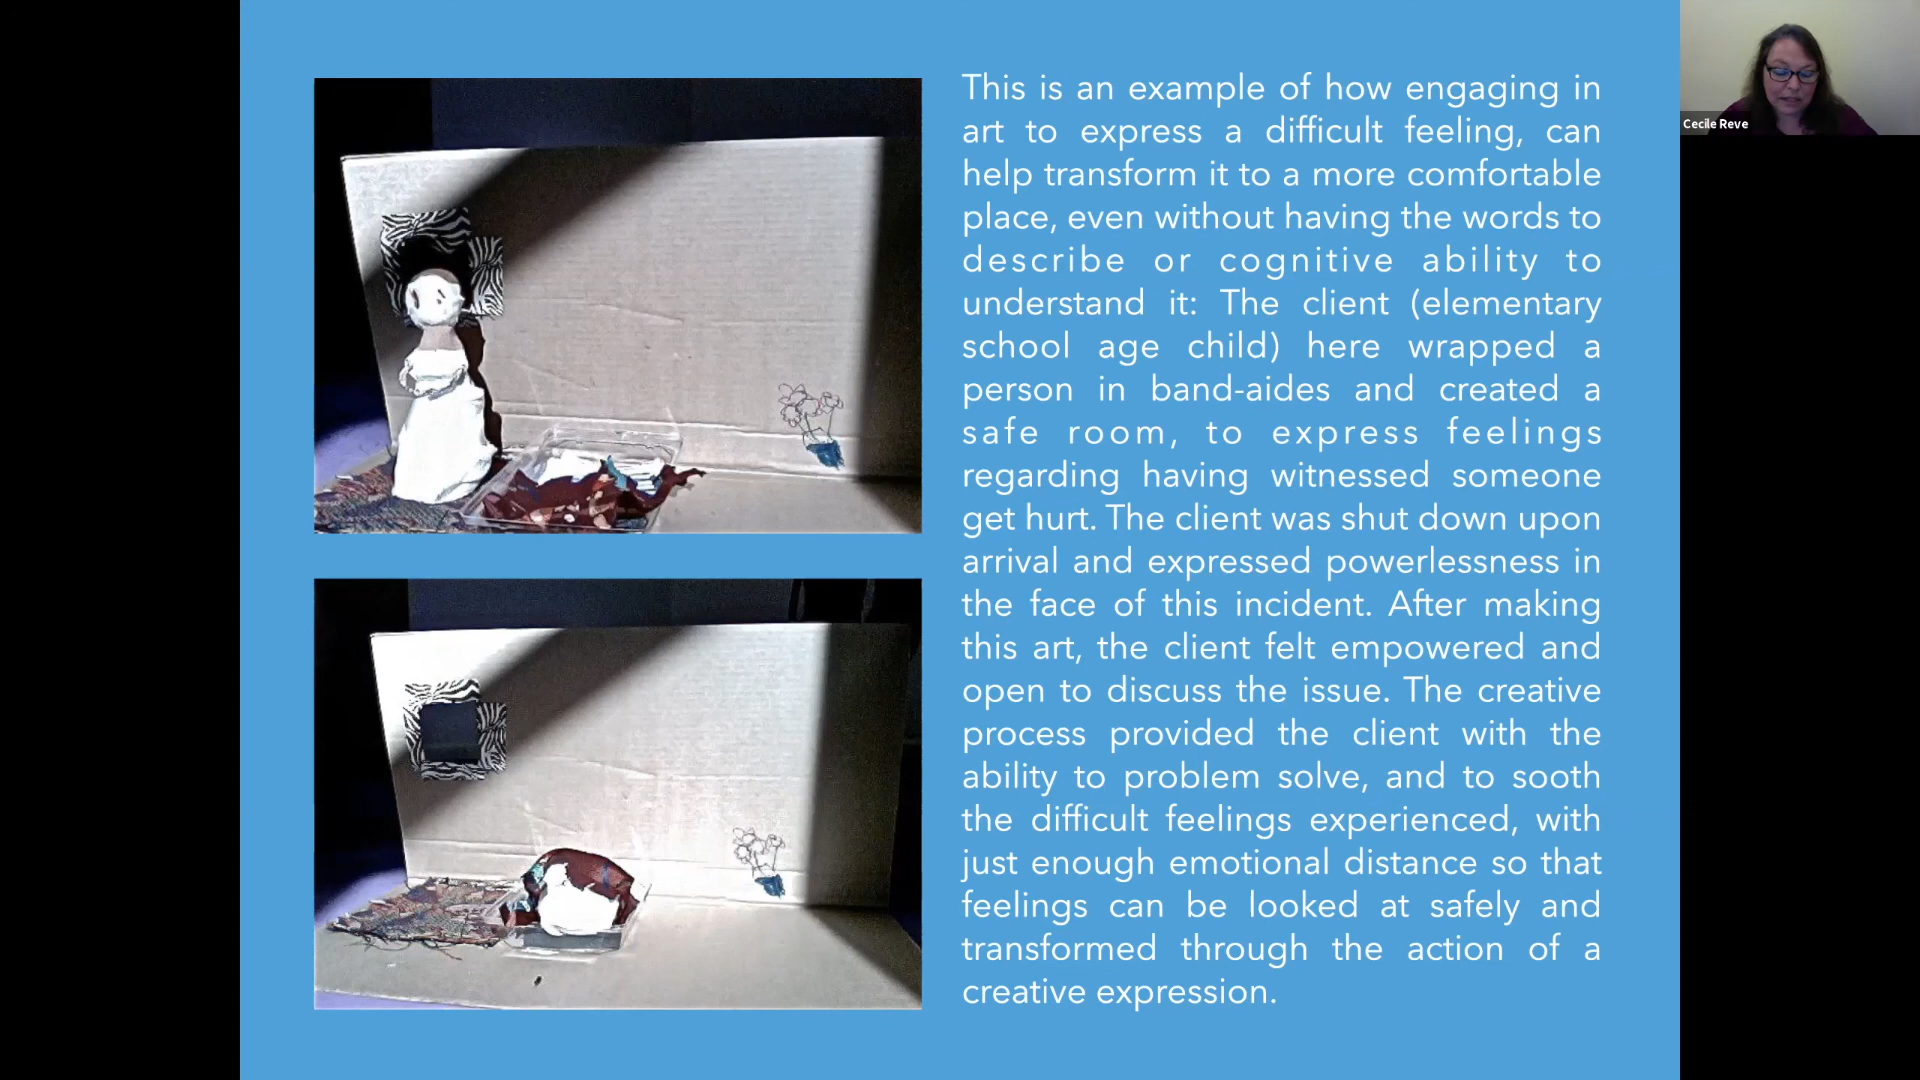 This is an example of how engaging in
art to express a difficult feeling, can
help transform it to a more comfortable
place, even without having the words to
describe or cognitive ability to
understand it: The client (elementary
school age child) here wrapped a
person in band-aides and created a
safe room, to express feelings
regarding having witnessed someone
get hurt. The client was shut down upon
arrival and expressed powerlessness in
the face of this incident. After making
this art, the client felt empowered and
open to discuss the issue. The creative
process provided the client with the
ability to problem solve, and to sooth
the difficult feelings experienced, with
just enough emotional distance so that
feelings can be looked at safely and
transformed through the action of a
creative expression.
Cecile Reve